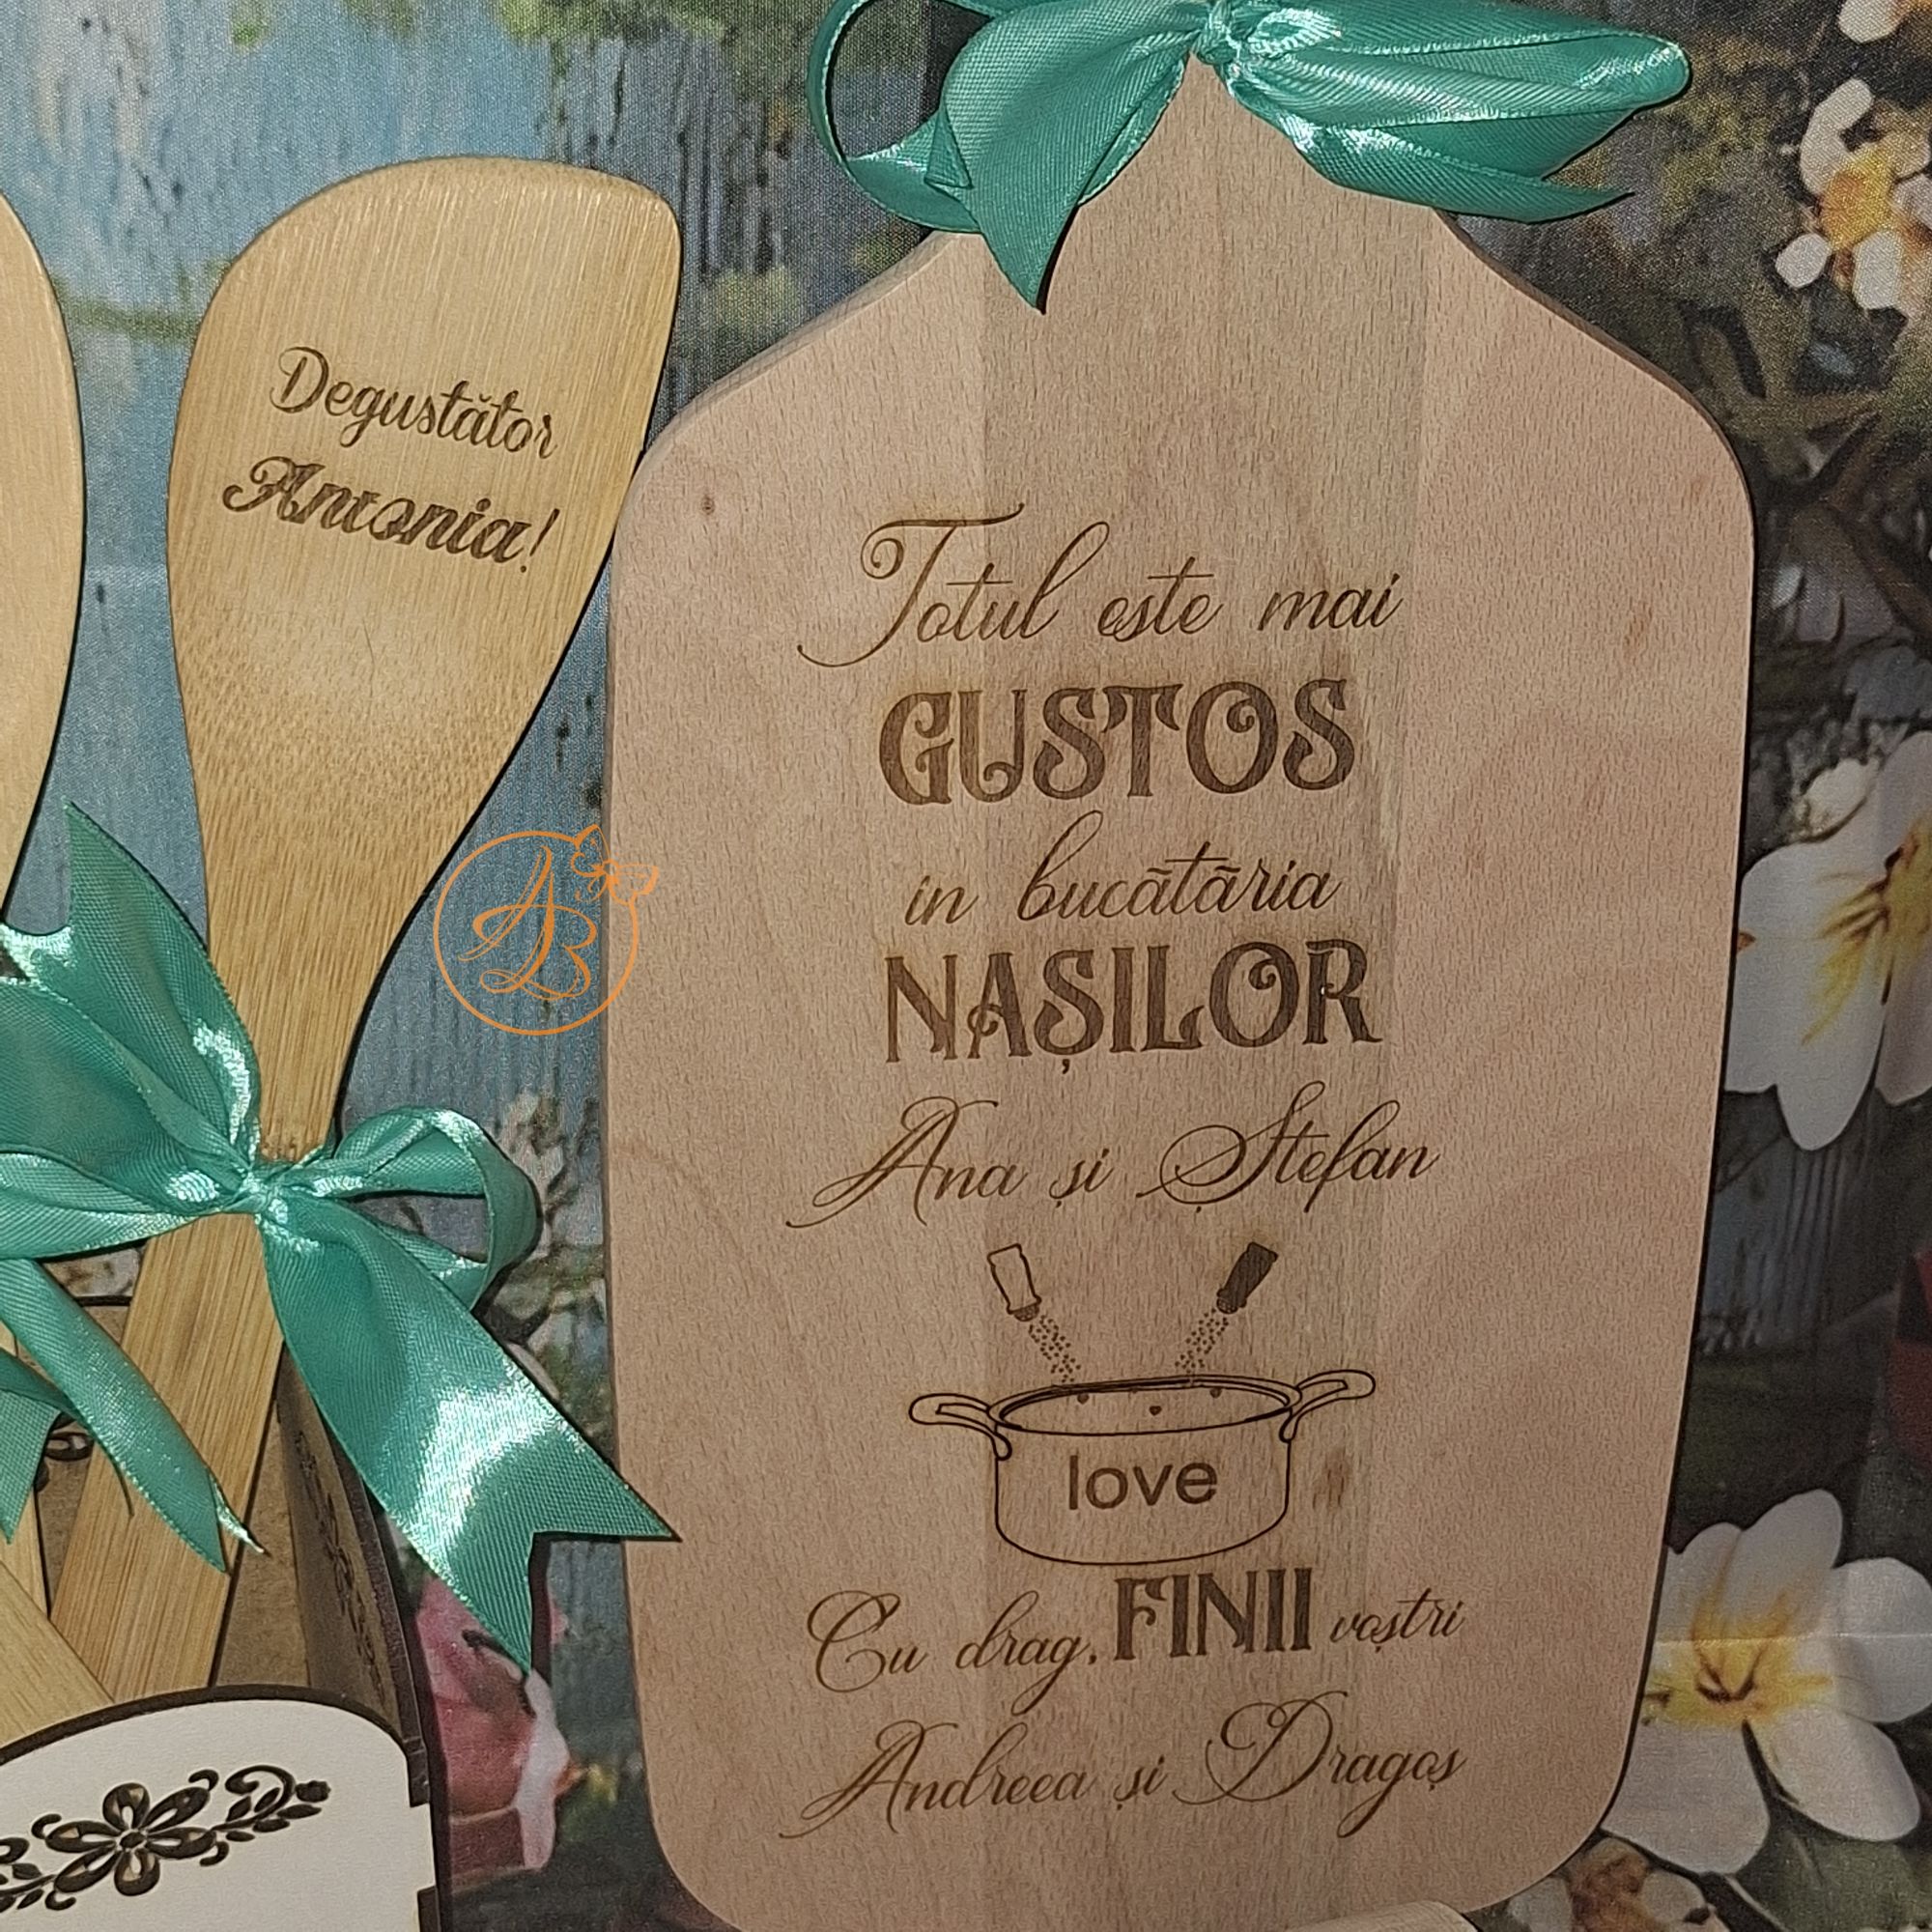 Degustător
Antonia!
Totul este mai
GUSTOS
in bucătăria
NAȘILOR
Ana și Ștefan
love
Cu drag, FINII voștri
Andreea și Dragoș
AB